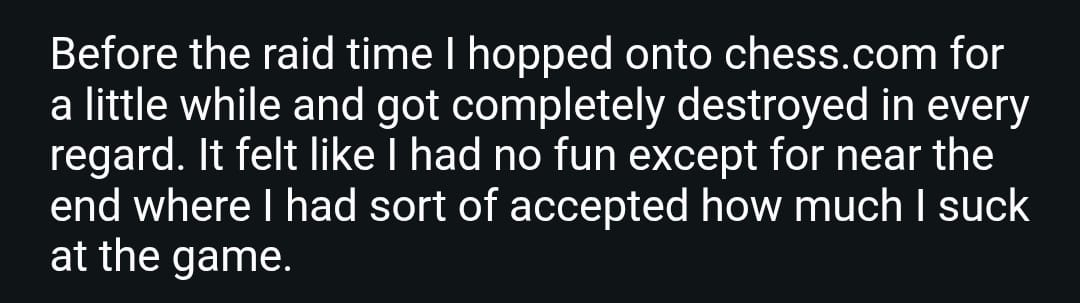 Before the raid time I hopped onto chess.com for
a little while and got completely destroyed in every
regard. It felt like I had no fun except for near the
end where I had sort of accepted how much I suck
at the game.